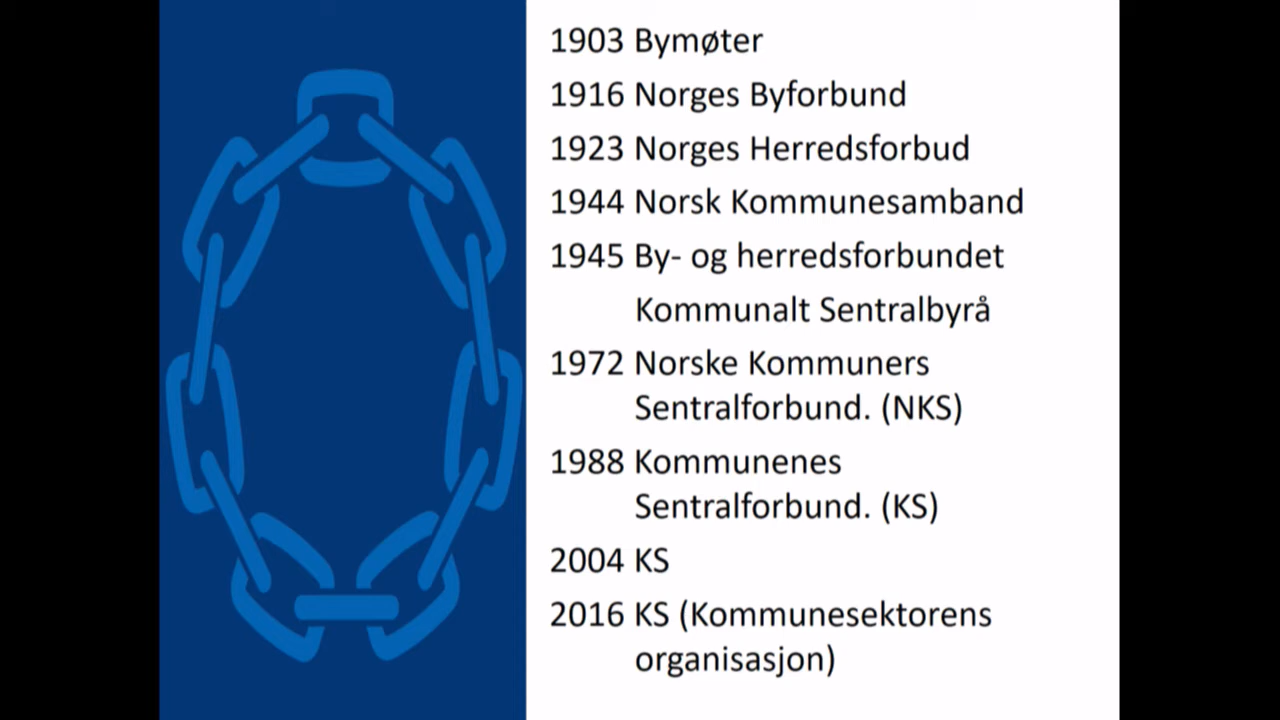 1903 Bymøter
1916 Norges Byforbund
1923 Norges Herredsforbud
1944 Norsk Kommunesamband
1945 By- og herredsforbundet
Kommunalt Sentralbyrå
1972 Norske Kommuners
Sentralforbund. (NKS)
1988 Kommunenes
Sentralforbund. (KS)
2004 KS
2016 KS (Kommunesektorens
organisasjon)